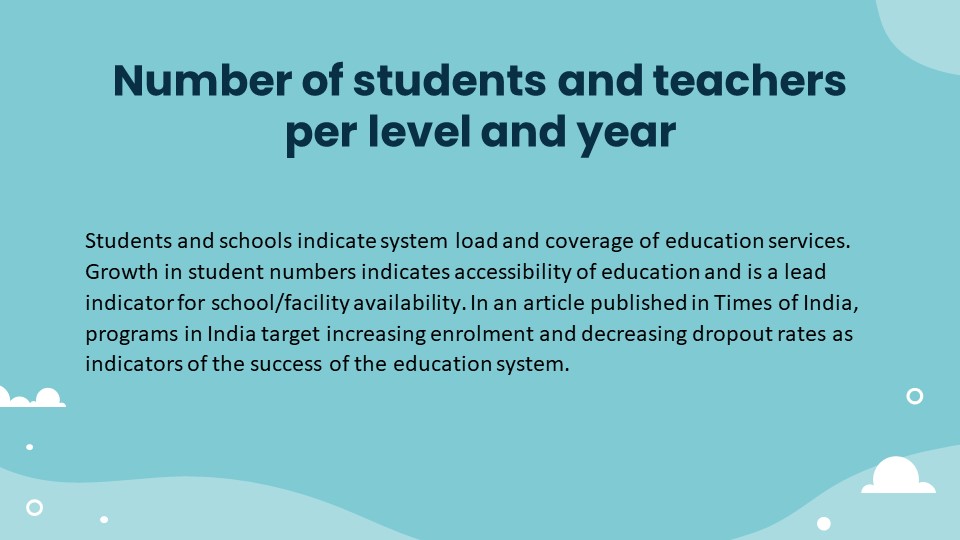 Number of students and teachers
per level and year
Students and schools indicate system load and coverage of education services.
Growth in student numbers indicates accessibility of education and is a lead
indicator for school/facility availability. In an article published in Times of India,
programs in India target increasing enrolment and decreasing dropout rates as
indicators of the success of the education system.